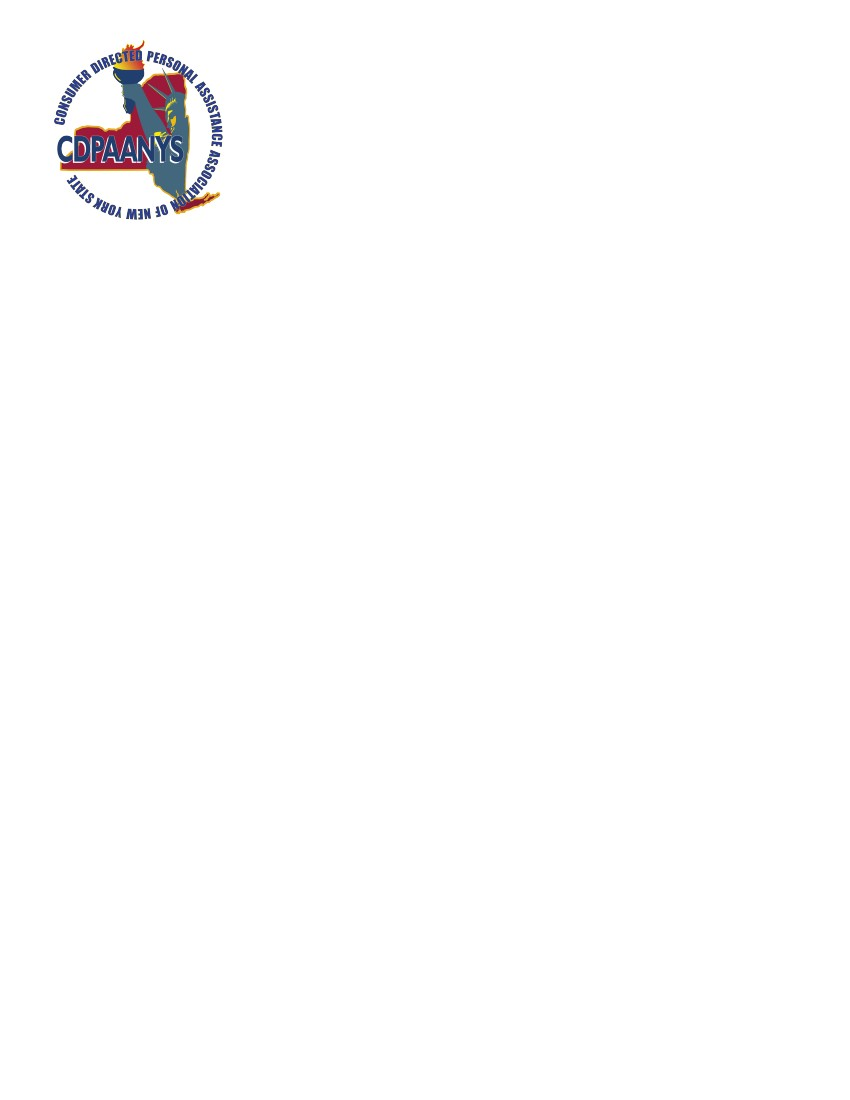 CONSUMER DIRECTED PERSONAL ASSISTANCE ASSOCIATION OF NEW YORK STATE
CDPAANYS